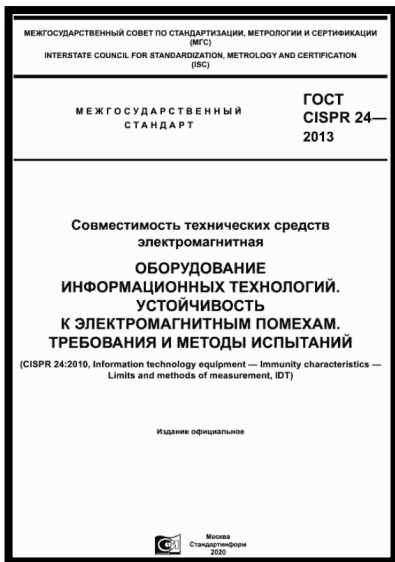 МЕЖГОСУДАРСТВЕННЫЙ СОВЕТ ПО СТАНДАРТИЗАЦИИ, МЕТРОЛОГИИ И СЕРТИФИКАЦИИ
(МГС)
INTERSTATE COUNCIL FOR STANDARDIZATION, METROLOGY AND CERTIFICATION
(ISC)
МЕЖГОСУДАРСТВЕННЫЙ
СТАНДАРТ
ГОСТ
CISPR 24—
2013
Совместимость технических средств
электромагнитная
ОБОРУДОВАНИЕ
ИНФОРМАЦИОННЫХ ТЕХНОЛОГИЙ.
УСТОЙЧИВОСТЬ
К ЭЛЕКТРОМАГНИТНЫМ ПОМЕХАМ.
ТРЕБОВАНИЯ И МЕТОДЫ ИСПЫТАНИЙ
(CISPR 24:2010, Information technology equipment — Immunity characteristics —
Limits and methods of measurement, IDT)
Издание официальное
Москва
Стандартинформ
2020